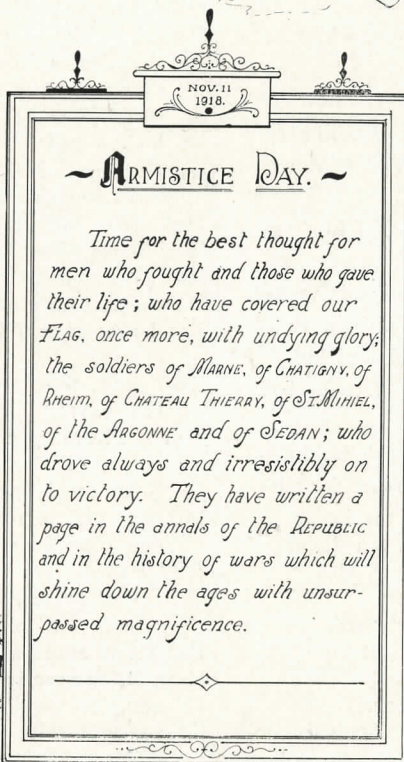 NOV. 11
1918.
~ ARMISTICE DAY. ~
Time for the best thought for
men who fought and those who gave
their life; who have covered our
FLAG, once more, with undying glory;
the soldiers of MARNE, of CHATIGNY, of
RHEIM, of CHATEAU THIERRY, of ST. MIHIEL,
of the ARGONNE and of SEDAN; who
drove always and irresistibly on
to victory. They have written a
page in the annals of the REPUBLIC
and in the history of wars which will
shine down the ages with unsur-
passed magnificence.